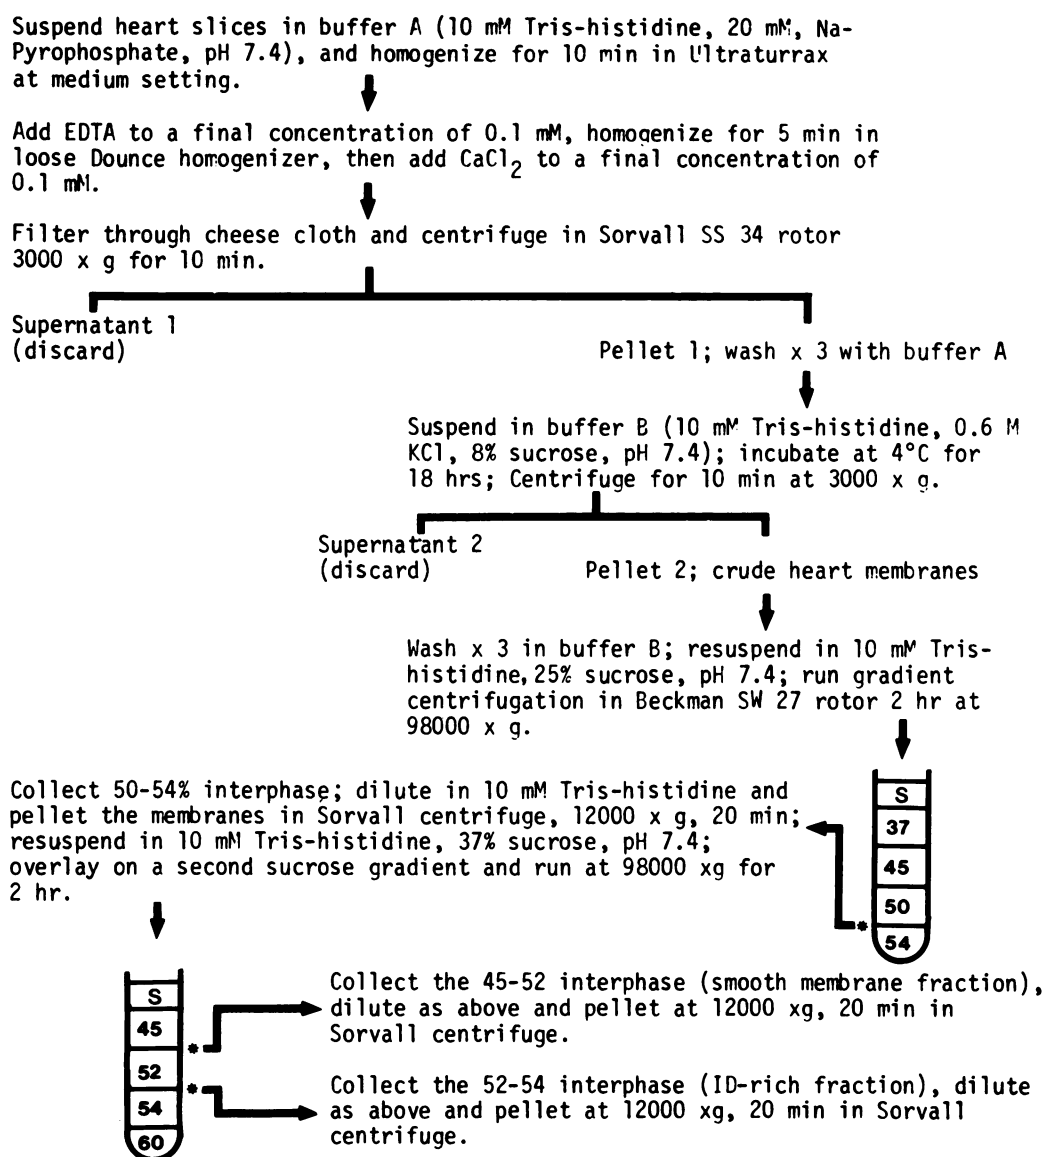 Suspend heart slices in buffer A (10 mM Tris-histidine, 20 mM, Na-
Pyrophosphate, pH 7.4), and homogenize for 10 min in Ultraturrax
at medium setting.
Add EDTA to a final concentration of 0.1 mM, homogenize for 5 min in
loose Dounce homogenizer, then add CaCl2 to a final concentration of
0.1 mM.
Filter through cheese cloth and centrifuge in Sorvall SS 34 rotor
3000 x g for 10 min.
Supernatant 1
(discard)
Pellet 1; wash x 3 with buffer A
Suspend in buffer B (10 mM Tris-histidine, 0.6 M
KCl, 8% sucrose, pH 7.4); incubate at 4°C for
18 hrs; Centrifuge for 10 min at 3000 x g.
Supernatant 2
(discard)
Pellet 2; crude heart membranes
Wash x 3 in buffer B; resuspend in 10 mM Tris-
histidine, 25% sucrose, pH 7.4; run gradient
centrifugation in Beckman SW 27 rotor 2 hr at
98000 x g.
S
37
45
50
54
Collect 50-54% interphase; dilute in 10 mM Tris-histidine and
pellet the membranes in Sorvall centrifuge, 12000 x g, 20 min;
resuspend in 10 mM Tris-histidine, 37% sucrose, pH 7.4;
overlay on a second sucrose gradient and run at 98000 xg for
2 hr.
S
45
52
54
60
Collect the 45-52 interphase (smooth membrane fraction),
dilute as above and pellet at 12000 xg, 20 min in
Sorvall centrifuge.
Collect the 52-54 interphase (ID-rich fraction), dilute
as above and pellet at 12000 xg, 20 min in Sorvall
centrifuge.